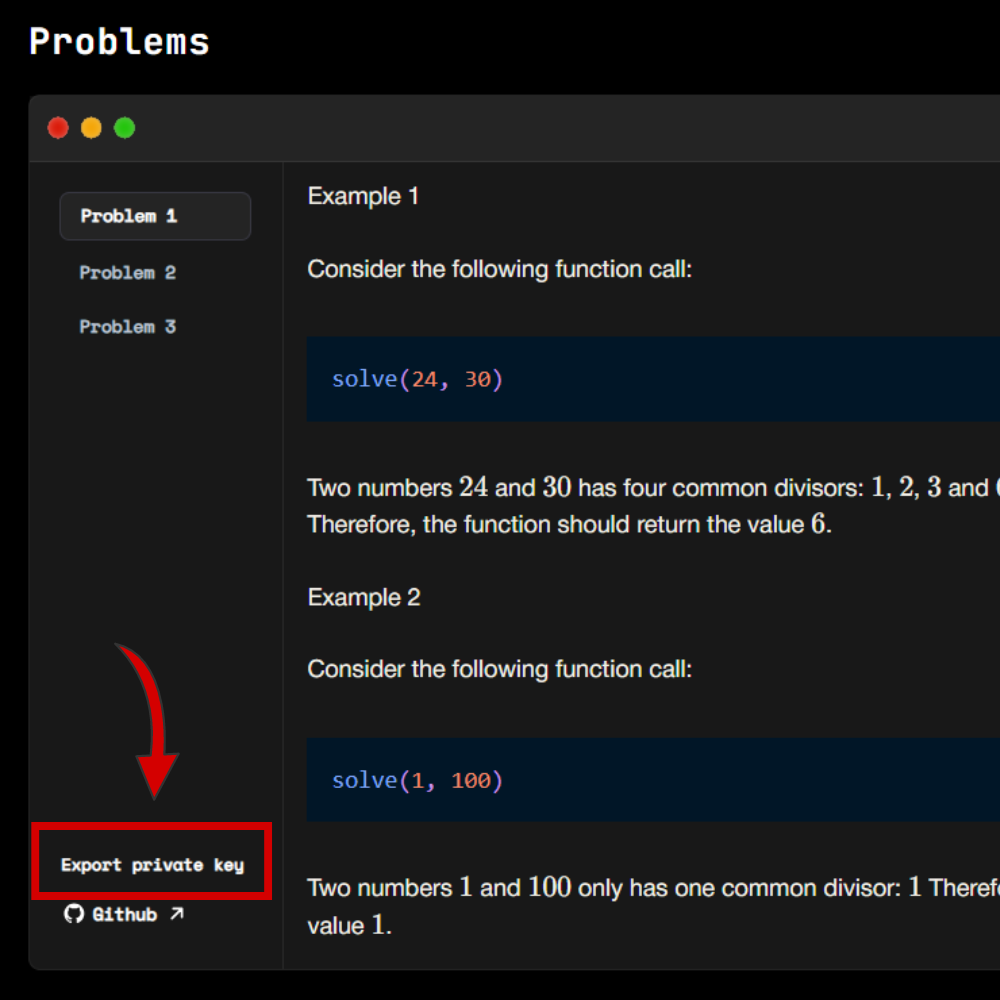 Problems
Problem 1
Problem 2
Problem 3
Export private key
Github
Example 1
Consider the following function call:
solve(24, 30)
Two numbers 24 and 30 has four common divisors: 1, 2, 3 and
Therefore, the function should return the value 6.
Example 2
Consider the following function call:
solve(1, 100)
Two numbers 1 and 100 only has one common divisor: 1
value 1.